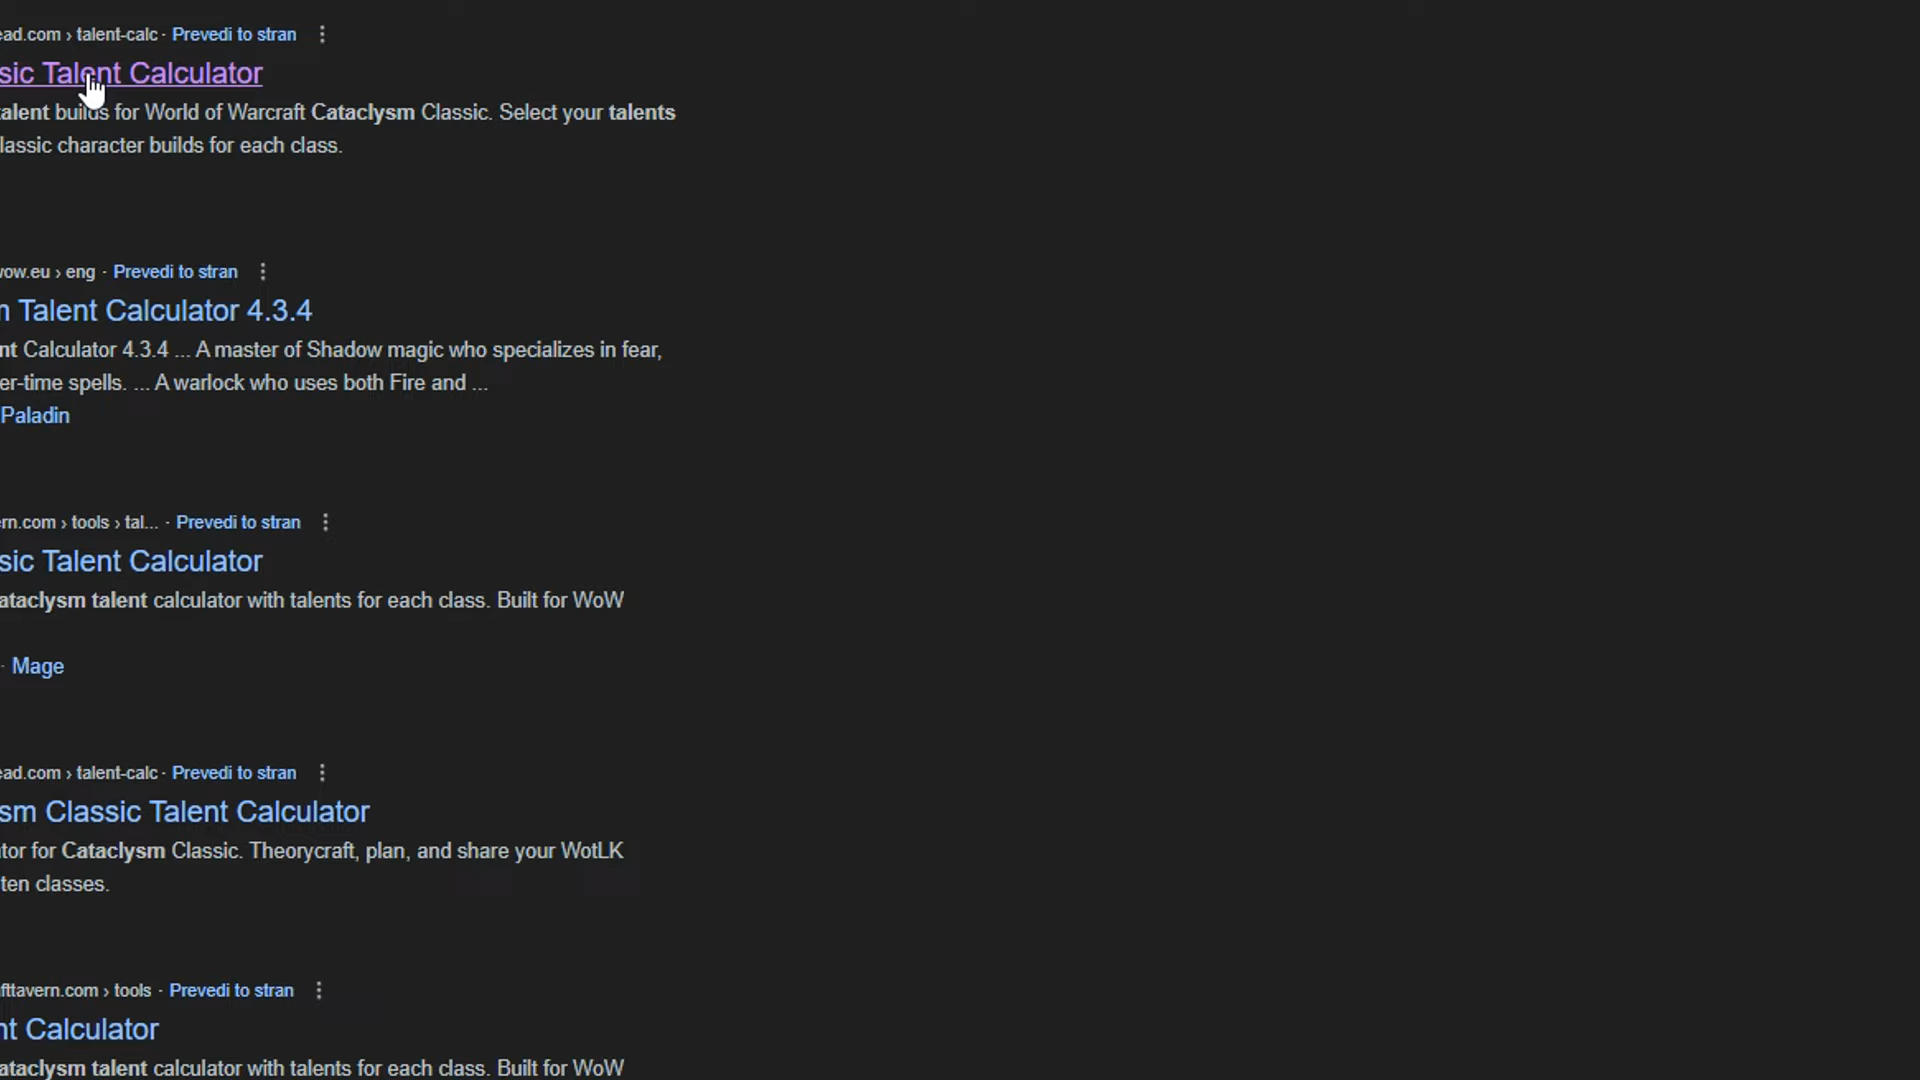 ead.com › talent-calc · Prevedi to stran
sic Talent Calculator
talent builds for World of Warcraft Cataclysm Classic. Select your talents
lassic character builds for each class.
wow.eu › eng · Prevedi to stran
m Talent Calculator 4.3.4
nt Calculator 4.3.4 ... A master of Shadow magic who specializes in fear,
er-time spells. ... A warlock who uses both Fire and ...
Paladin
rn.com › tools › tal... · Prevedi to stran
sic Talent Calculator
ataclysm talent calculator with talents for each class. Built for WoW
· Mage
ead.com › talent-calc · Prevedi to stran
sm Classic Talent Calculator
tor for Cataclysm Classic. Theorycraft, plan, and share your WotLK
ten classes.
fttavern.com › tools · Prevedi to stran
nt Calculator
ataclysm talent calculator with talents for each class. Built for WoW